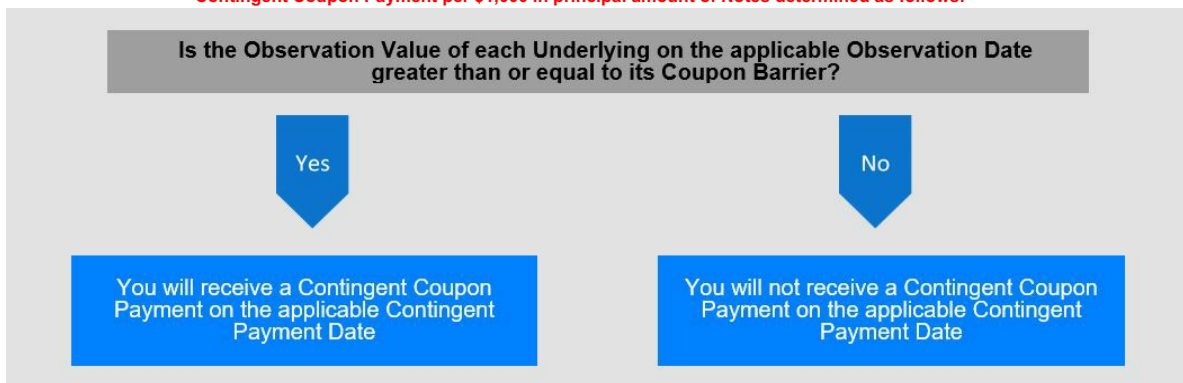 Contingent Coupon Payment per $1,000 in principal amount of Notes determined as follows:
Is the Observation Value of each Underlying on the applicable Observation Date
greater than or equal to its Coupon Barrier?
Yes
No
You will receive a Contingent Coupon
Payment on the applicable Contingent
Payment Date
You will not receive a Contingent Coupon
Payment on the applicable Contingent
Payment Date